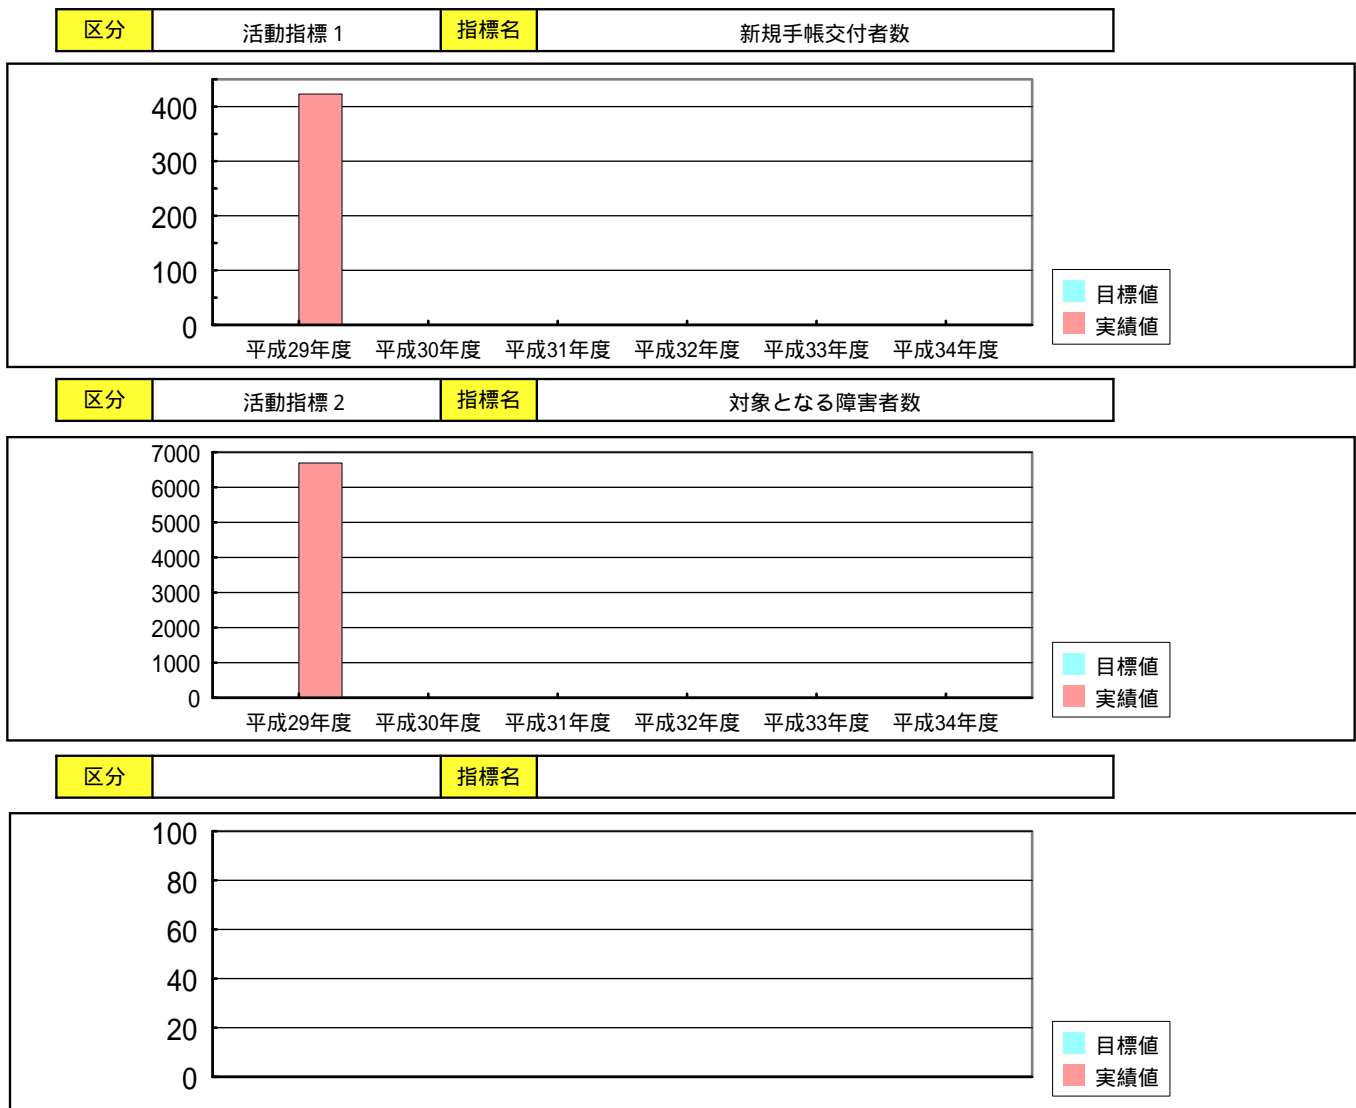 区分 活動指標1 指標名 新規手帳交付者数
400
300
200
100
0
平成29年度 平成30年度 平成31年度 平成32年度 平成33年度 平成34年度
目標値
実績値
区分 活動指標2 指標名 対象となる障害者数
7000
6000
5000
4000
3000
2000
1000
0
平成29年度 平成30年度 平成31年度 平成32年度 平成33年度 平成34年度
目標値
実績値
区分 指標名
100
80
60
40
20
0
目標値
実績値